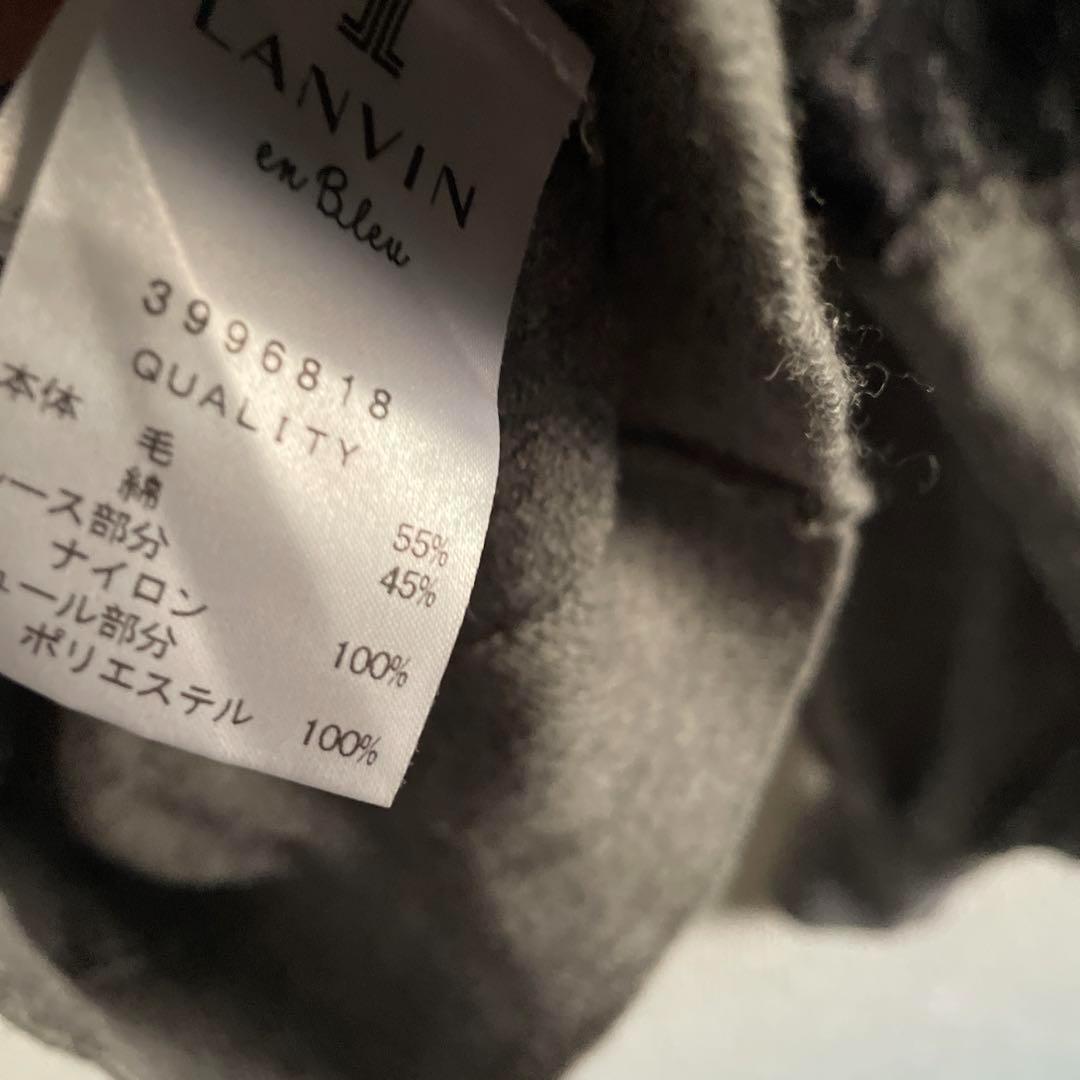 LANVIN
en Bleu
3996818
QUALITY
本体
毛 55%
綿 45%
ース部分
ナイロン 100%
ュール部分
ポリエステル 100%